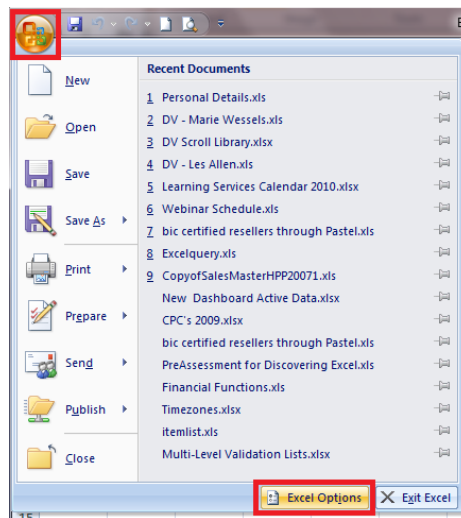 E
New
Open
Save
Save As
Print
Prepare
Send
Publish
Close
Recent Documents
1 Personal Details.xls
2 DV - Marie Wessels.xls
3 DV Scroll Library.xlsx
4 DV - Les Allen.xls
5 Learning Services Calendar 2010.xlsx
6 Webinar Schedule.xls
7 bic certified resellers through Pastel.xls
8 Excelquery.xls
9 CopyofSalesMasterHPP20071.xls
New Dashboard Active Data.xlsx
CPC's 2009.xlsx
bic certified resellers through Pastel.xls
PreAssessment for Discovering Excel.xls
Financial Functions.xls
Timezones.xlsx
itemlist.xls
Multi-Level Validation Lists.xlsx
Excel Options
Exit Excel
15